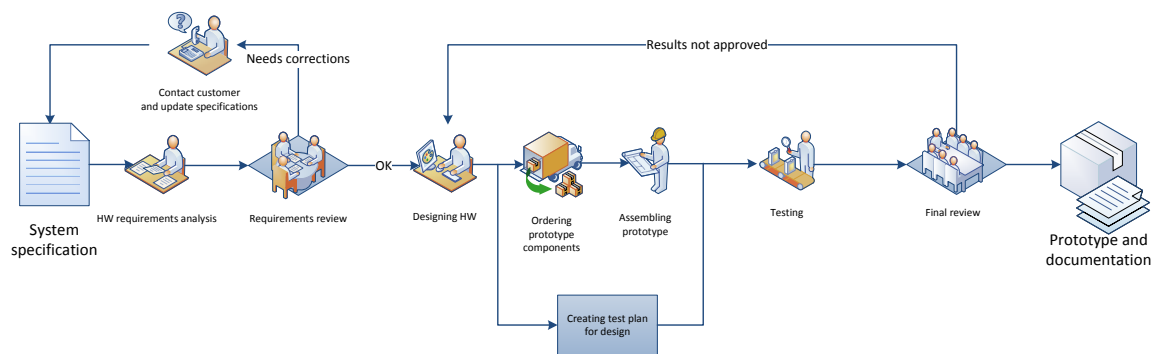 Results not approved
Needs corrections
Contact customer
and update specifications
OK
HW requirements analysis
Requirements review
Designing HW
Ordering
prototype
components
Assembling
prototype
Testing
Final review
System
specification
Prototype and
documentation
Creating test plan
for design